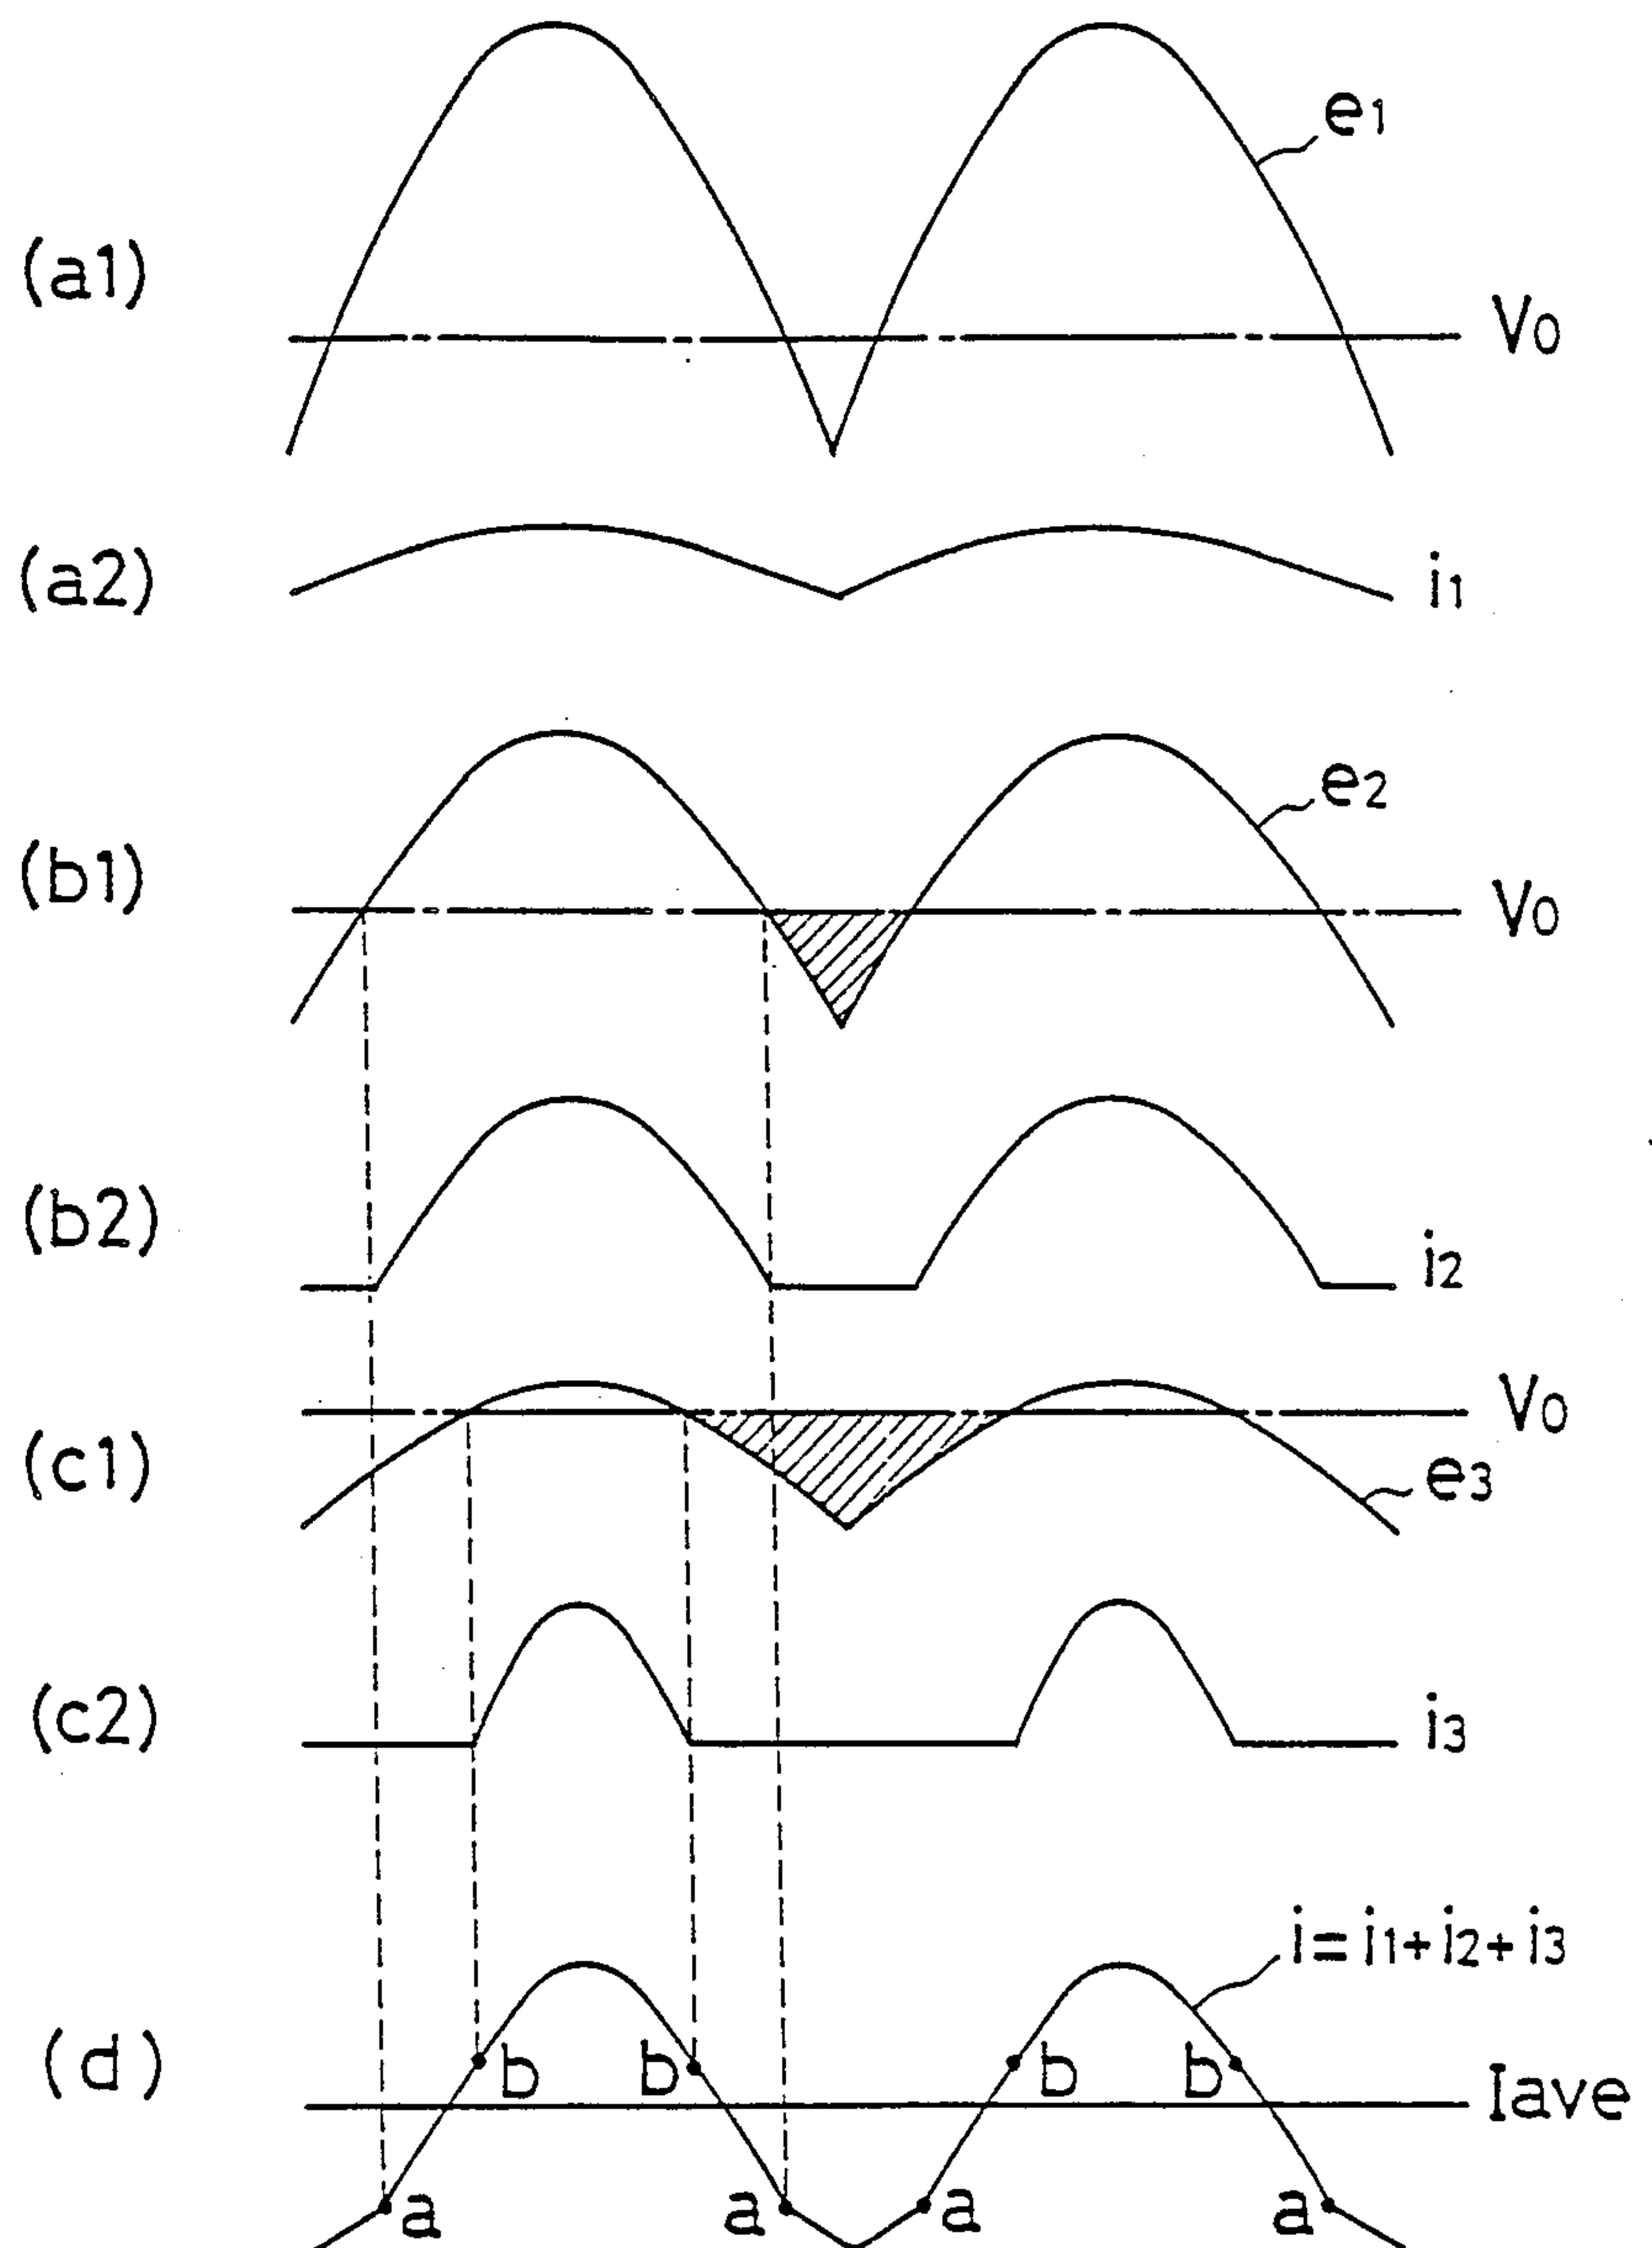 e1
(a1)
V0
(a2)
i1
e2
(b1)
V0
(b2)
i2
V0
(c1)
e3
(c2)
i3
i=i1+i2+i3
(d)
b b b b
Iave
a a a a